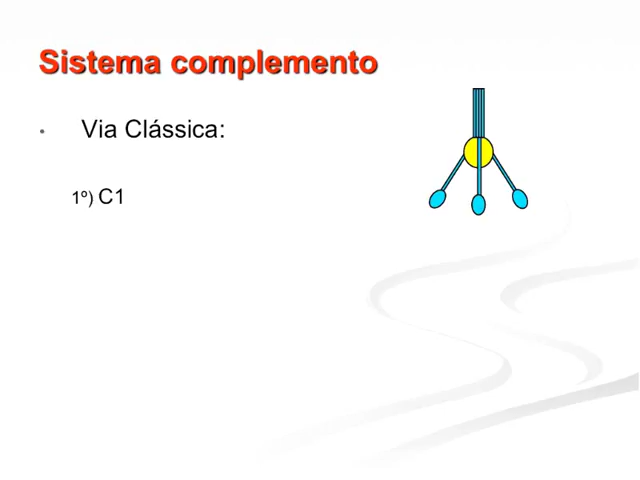 Sistema complemento
• Via Clássica:
1º) C1